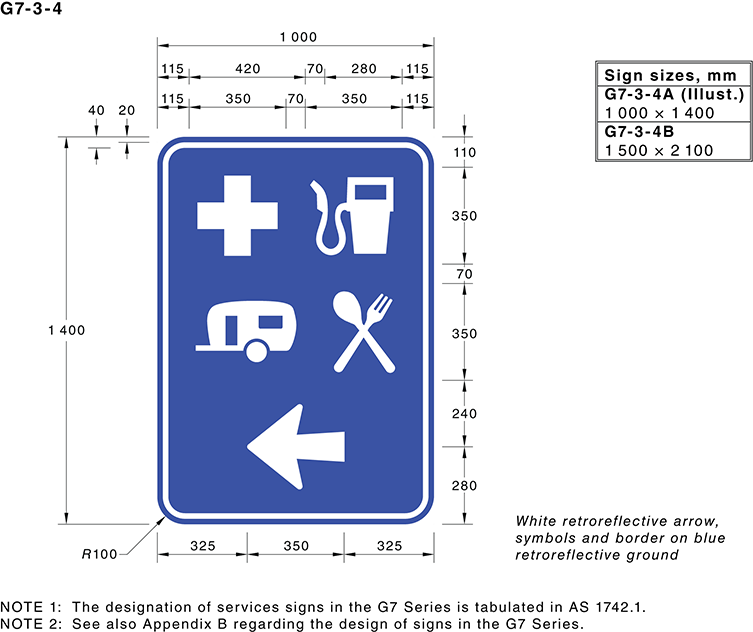 G7-3-4
1 000
115 420 70 280 115
115 350 70 350 115
40 20
Sign sizes, mm
G7-3-4A (Illust.)
1 000 × 1 400
G7-3-4B
1 500 × 2 100
110
350
70
350
240
280
1 400
R100
325 350 325
White retroreflective arrow,
symbols and border on blue
retroreflective ground
NOTE 1: The designation of services signs in the G7 Series is tabulated in AS 1742.1.
NOTE 2: See also Appendix B regarding the design of signs in the G7 Series.